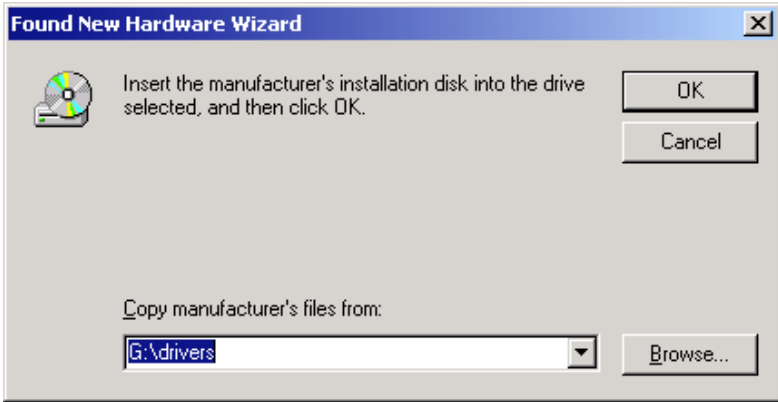 Found New Hardware Wizard
Insert the manufacturer's installation disk into the drive
selected, and then click OK.
OK
Cancel
Copy manufacturer's files from:
G:\drivers
Browse...